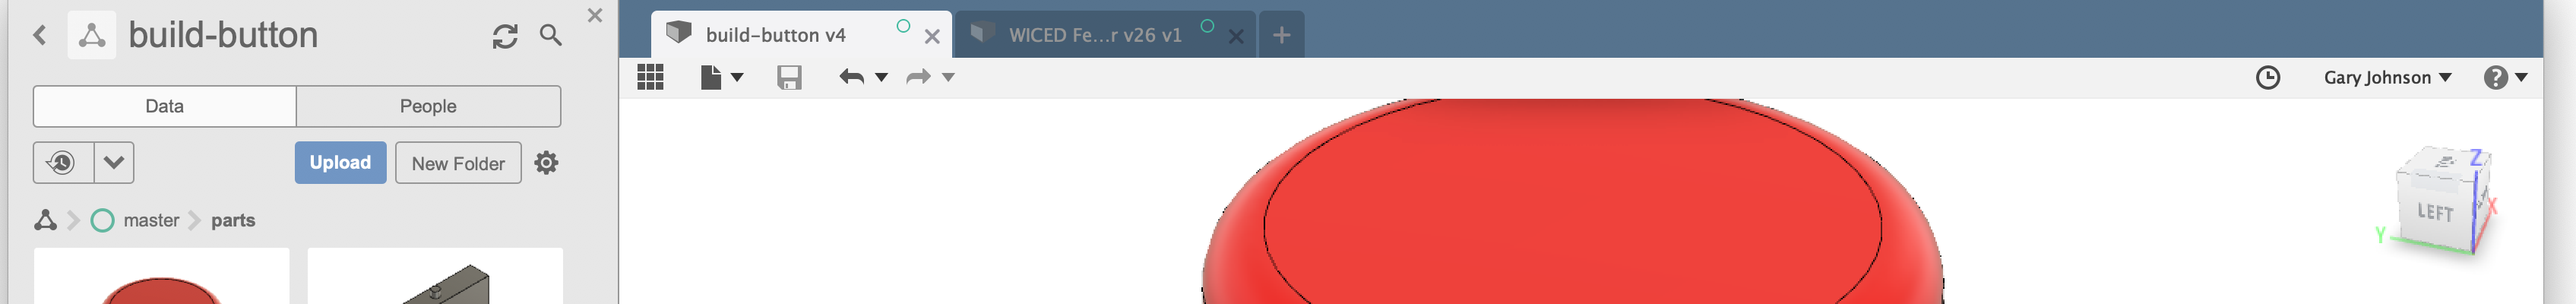 build-button
build-button v4
WICED Fe...r v26 v1
Gary Johnson
Data
People
Upload
New Folder
master
parts
Z
LEFT
X
Y